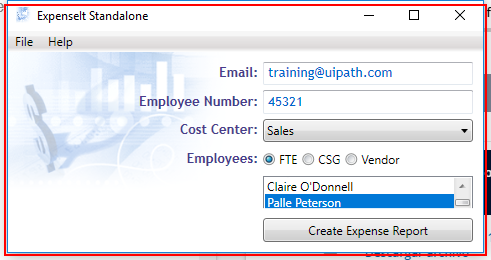 ExpenseIt Standalone
File Help
Email: training@uipath.com
Employee Number: 45321
Cost Center: Sales
Employees: FTE CSG Vendor
Claire O'Donnell
Palle Peterson
Create Expense Report
Descargar archivo